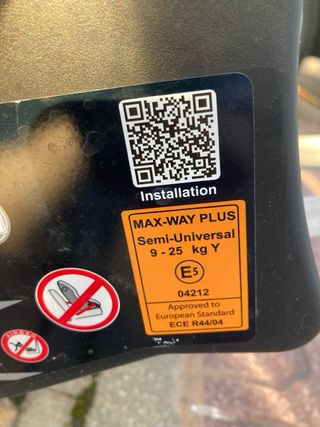 Installation
MAX-WAY PLUS
Semi-Universal
9 - 25 kg Y
E5
04212
Approved to
European Standard
ECE R44/04